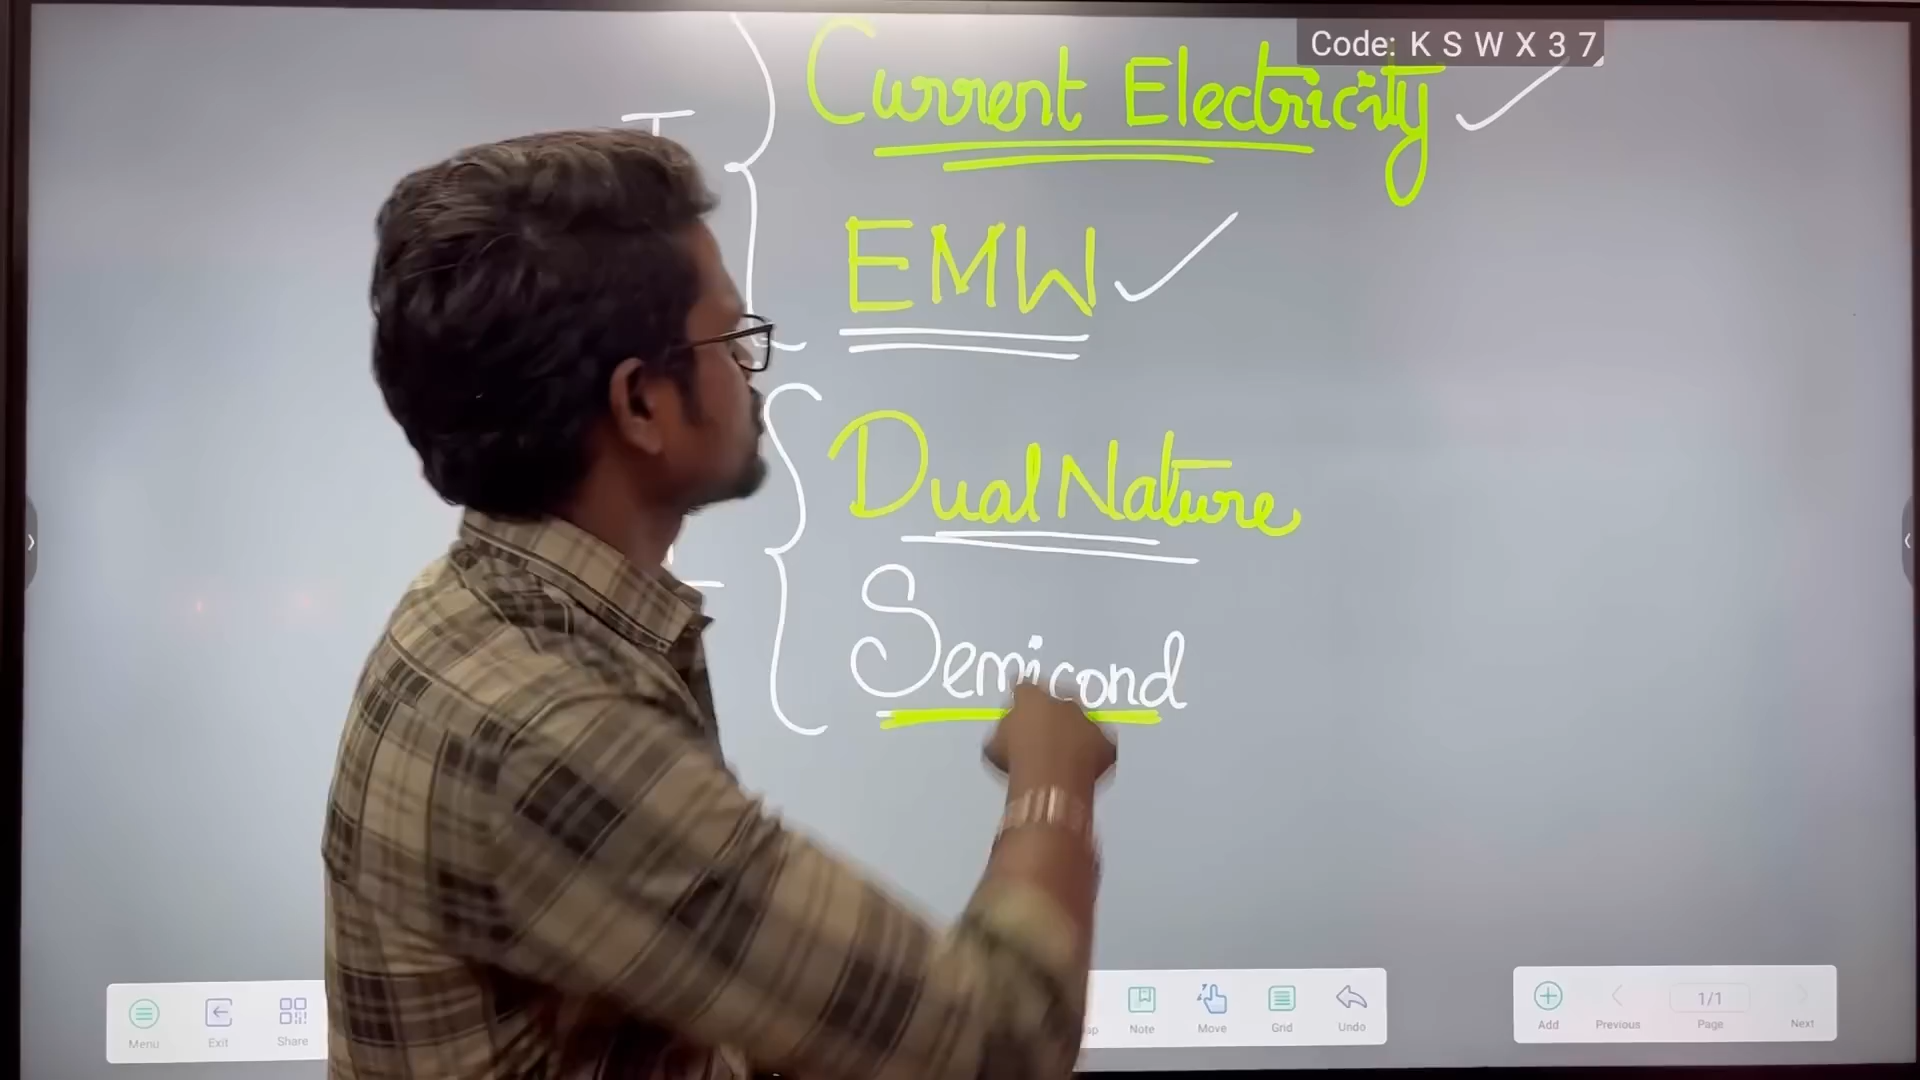 Code: K S W X 3 7
Current Electricity
EMW
Dual Nature
Semicond
Menu
Exit
Share
Note
Move
Grid
Undo
Add
Previous
1/1
Page
Next